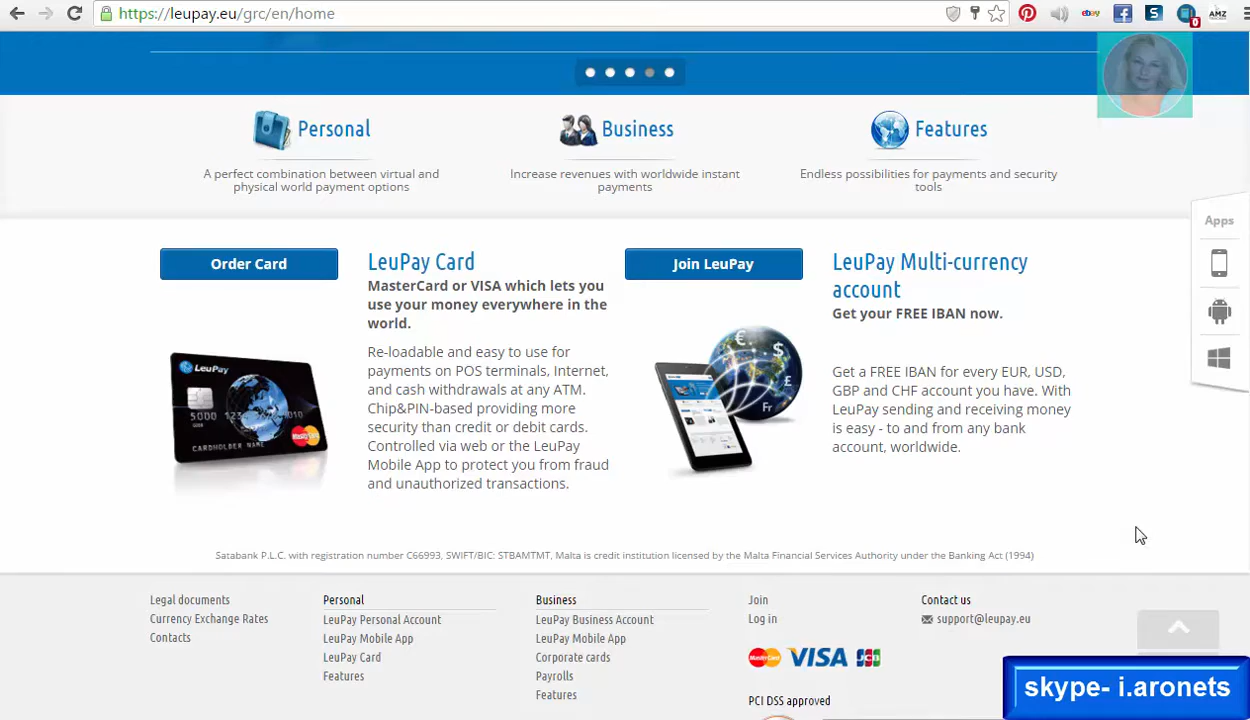 https://leupay.eu/grc/en/home
ebay
f
S
0
AMZ
Personal
Business
Features
A perfect combination between virtual and
physical world payment options
Increase revenues with worldwide instant
payments
Endless possibilities for payments and security
tools
Apps
Order Card
LeuPay Card
MasterCard or VISA which lets you
use your money everywhere in the
world.
Re-loadable and easy to use for
payments on POS terminals, Internet,
and cash withdrawals at any ATM.
Chip&PIN-based providing more
security than credit or debit cards.
Controlled via web or the LeuPay
Mobile App to protect you from fraud
and unauthorized transactions.
LeuPay
CARDHOLDER NAME
MasterCard
Join LeuPay
€
$
£
Fr
LeuPay Multi-currency
account
Get your FREE IBAN now.
Get a FREE IBAN for every EUR, USD,
GBP and CHF account you have. With
LeuPay sending and receiving money
is easy - to and from any bank
account, worldwide.
Satabank P.L.C. with registration number C66993, SWIFT/BIC: STBAMTMT, Malta is credit institution licensed by the Malta Financial Services Authority under the Banking Act (1994)
Legal documents
Currency Exchange Rates
Contacts
Personal
LeuPay Personal Account
LeuPay Mobile App
LeuPay Card
Features
Business
LeuPay Business Account
LeuPay Mobile App
Corporate cards
Payrolls
Features
Join
Log in
MasterCard VISA JCB
PCI DSS approved
Contact us
support@leupay.eu
skype- i.aronets